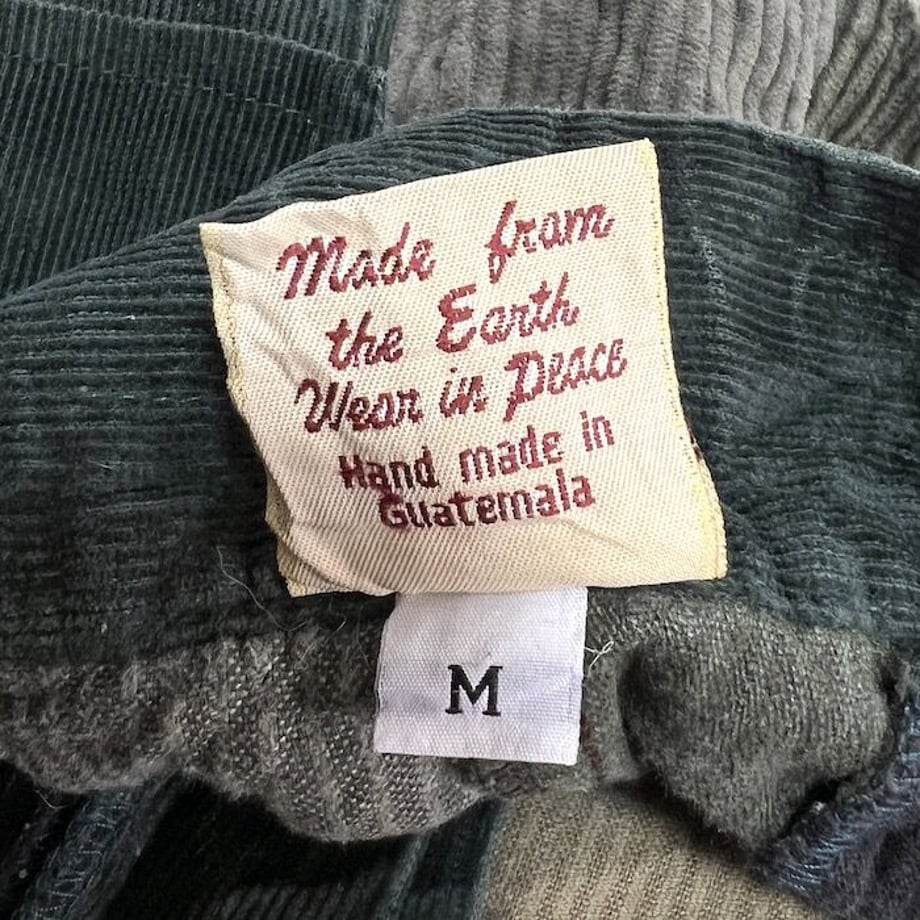 Made from
the Earth
Wear in Peace
Hand made in
Guatemala
M